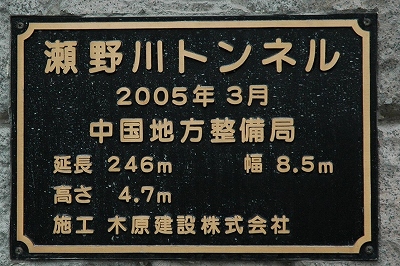 瀬野川トンネル
2005年 3月
中国地方整備局
延長 246m 幅 8.5m
高さ 4.7m
施工 木原建設株式会社